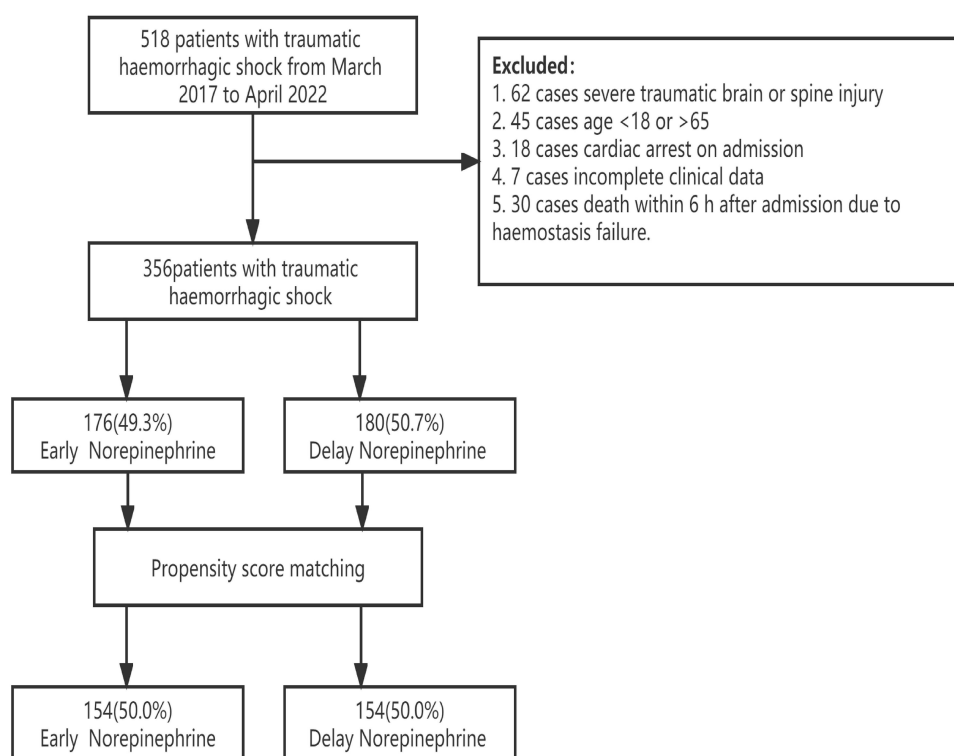 518 patients with traumatic
haemorrhagic shock from March
2017 to April 2022
Excluded:
1. 62 cases severe traumatic brain or spine injury
2. 45 cases age <18 or >65
3. 18 cases cardiac arrest on admission
4. 7 cases incomplete clinical data
5. 30 cases death within 6 h after admission due to
haemostasis failure.
356patients with traumatic
haemorrhagic shock
176(49.3%)
Early Norepinephrine
180(50.7%)
Delay Norepinephrine
Propensity score matching
154(50.0%)
Early Norepinephrine
154(50.0%)
Delay Norepinephrine